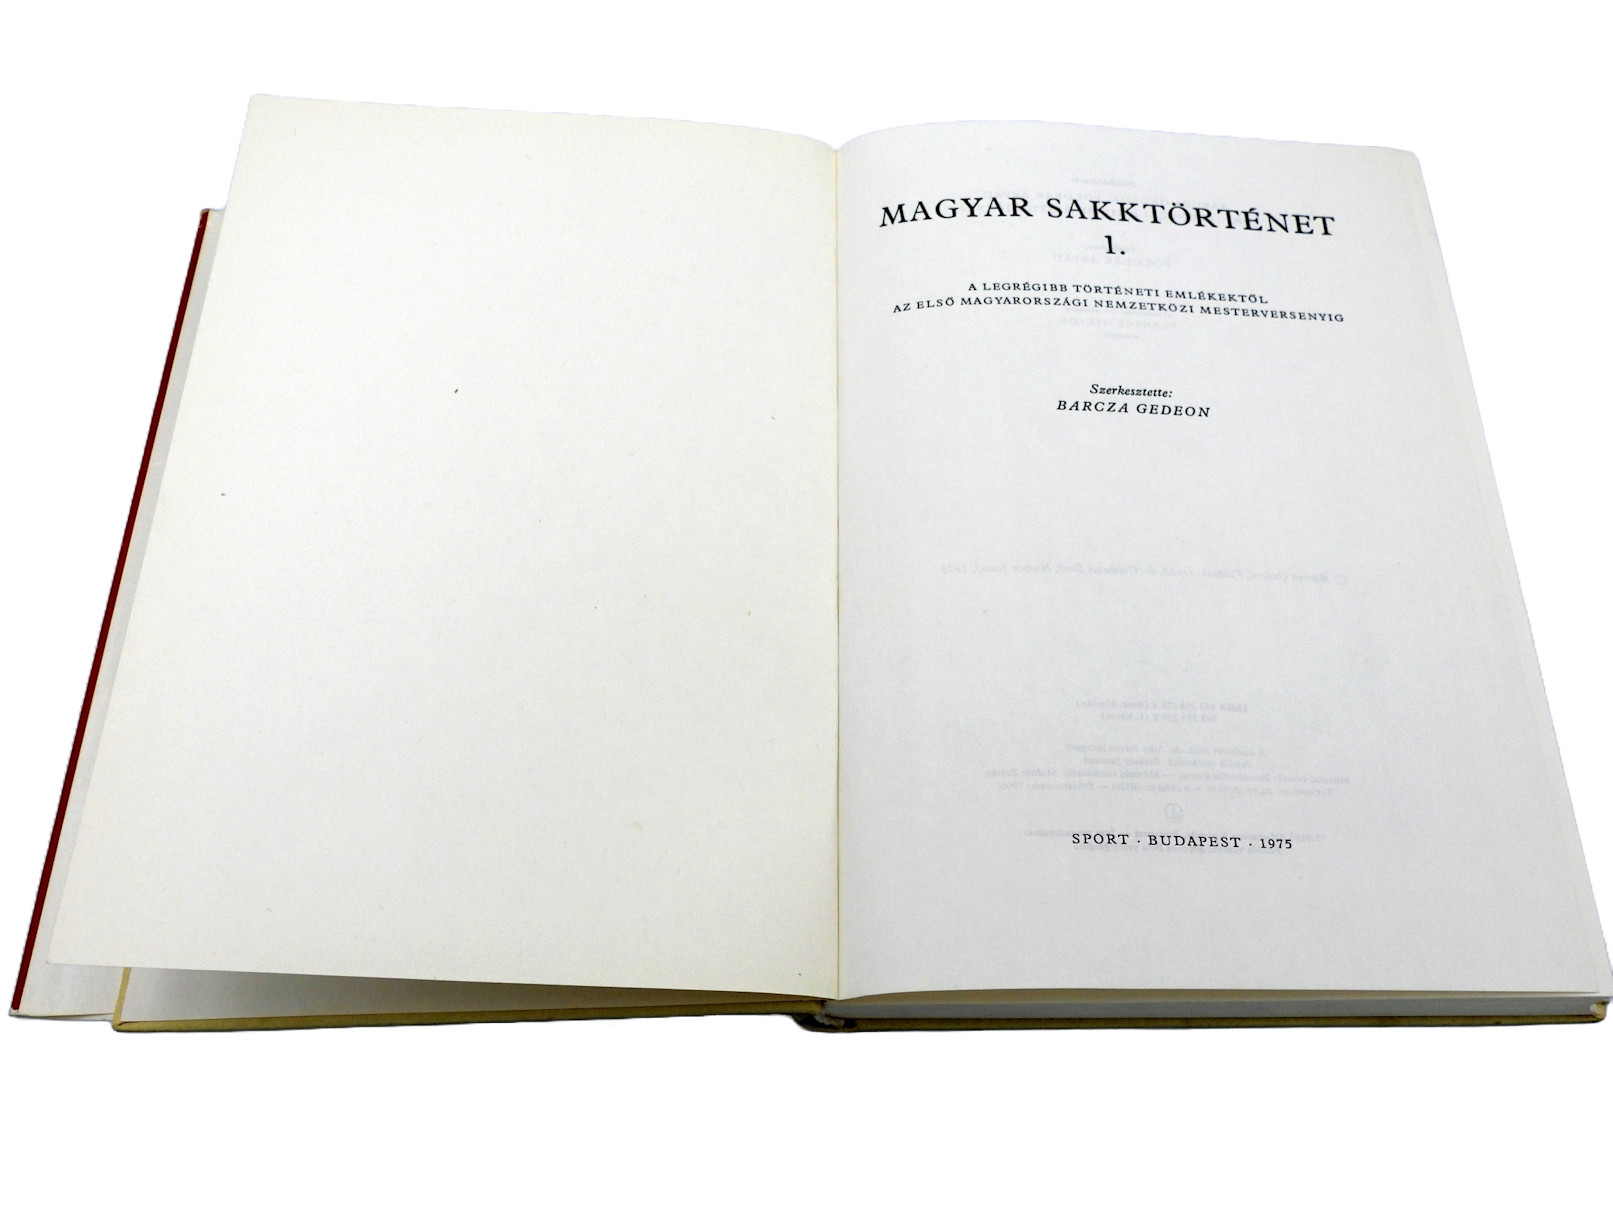 MAGYAR SAKKTÖRTÉNET
1.
A LEGRÉGIBB TÖRTÉNETI EMLÉKEKTŐL
AZ ELSŐ MAGYARORSZÁGI NEMZETKÖZI MESTERVERSENYIG
Szerkesztette:
BARCZA GEDEON
SPORT · BUDAPEST · 1975